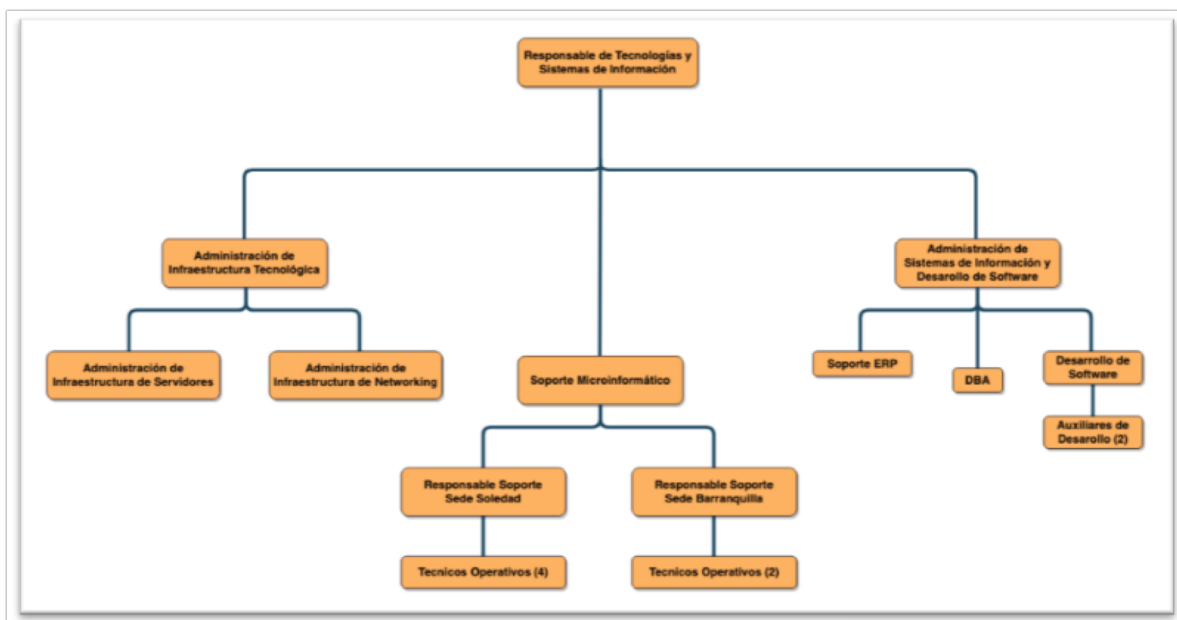 Responsable de Tecnologías y
Sistemas de Información
Administración de
Infraestructura Tecnológica
Administración de
Sistemas de Información y
Desarollo de Software
Administración de
Infraestructura de Servidores
Administración de
Infraestructura de Networking
Soporte Microinformático
Soporte ERP
DBA
Desarrollo de
Software
Auxiliares de
Desarollo (2)
Responsable Soporte
Sede Soledad
Responsable Soporte
Sede Barranquilla
Tecnicos Operativos (4)
Tecnicos Operativos (2)